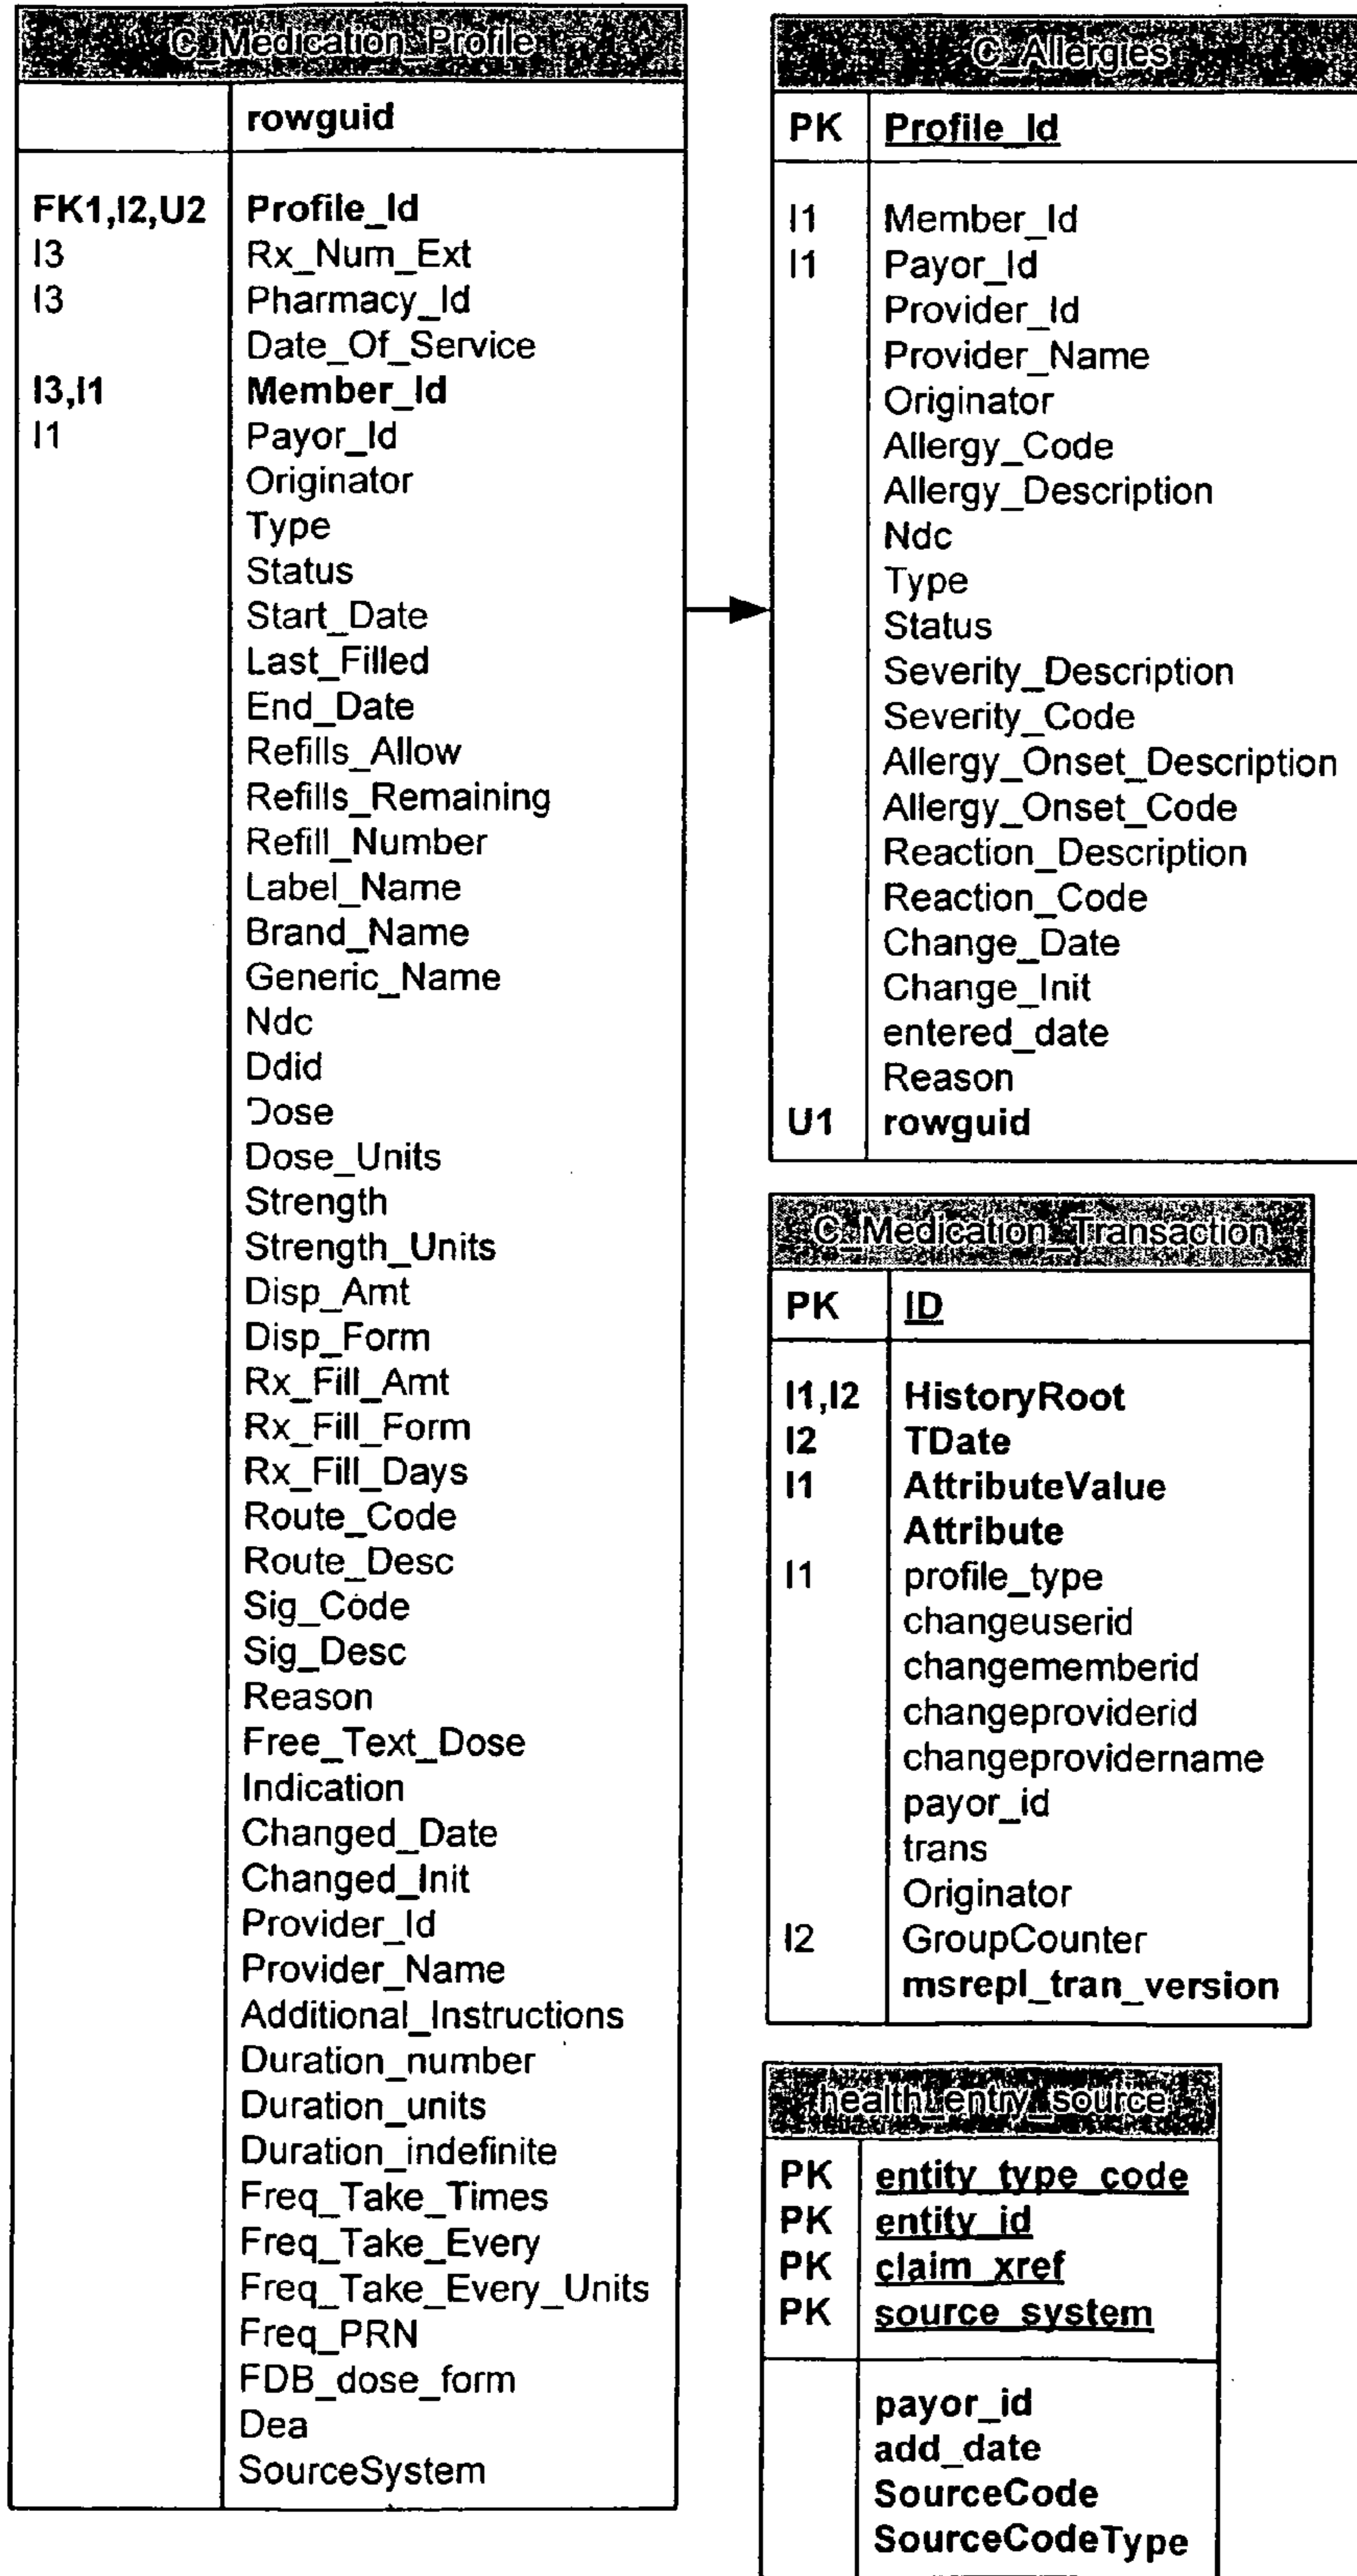 C_Medication_Profile
rowguid
FK1,I2,U2 Profile_Id
I3 Rx_Num_Ext
I3 Pharmacy_Id
Date_Of_Service
I3,I1 Member_Id
I1 Payor_Id
Originator
Type
Status
Start_Date
Last_Filled
End_Date
Refills_Allow
Refills_Remaining
Refill_Number
Label_Name
Brand_Name
Generic_Name
Ndc
Ddid
Dose
Dose_Units
Strength
Strength_Units
Disp_Amt
Disp_Form
Rx_Fill_Amt
Rx_Fill_Form
Rx_Fill_Days
Route_Code
Route_Desc
Sig_Code
Sig_Desc
Reason
Free_Text_Dose
Indication
Changed_Date
Changed_Init
Provider_Id
Provider_Name
Additional_Instructions
Duration_number
Duration_units
Duration_indefinite
Freq_Take_Times
Freq_Take_Every
Freq_Take_Every_Units
Freq_PRN
FDB_dose_form
Dea
SourceSystem
C_Allergies
PK Profile_Id
I1 Member_Id
I1 Payor_Id
Provider_Id
Provider_Name
Originator
Allergy_Code
Allergy_Description
Ndc
Type
Status
Severity_Description
Severity_Code
Allergy_Onset_Description
Allergy_Onset_Code
Reaction_Description
Reaction_Code
Change_Date
Change_Init
entered_date
Reason
U1 rowguid
C_Medication_Transaction
PK ID
I1,I2 HistoryRoot
I2 TDate
I1 AttributeValue
Attribute
I1 profile_type
changeuserid
changememberid
changeproviderid
changeprovidername
payor_id
trans
Originator
I2 GroupCounter
msrepl_tran_version
health_entry_source
PK entity_type_code
PK entity_id
PK claim_xref
PK source_system
payor_id
add_date
SourceCode
SourceCodeType